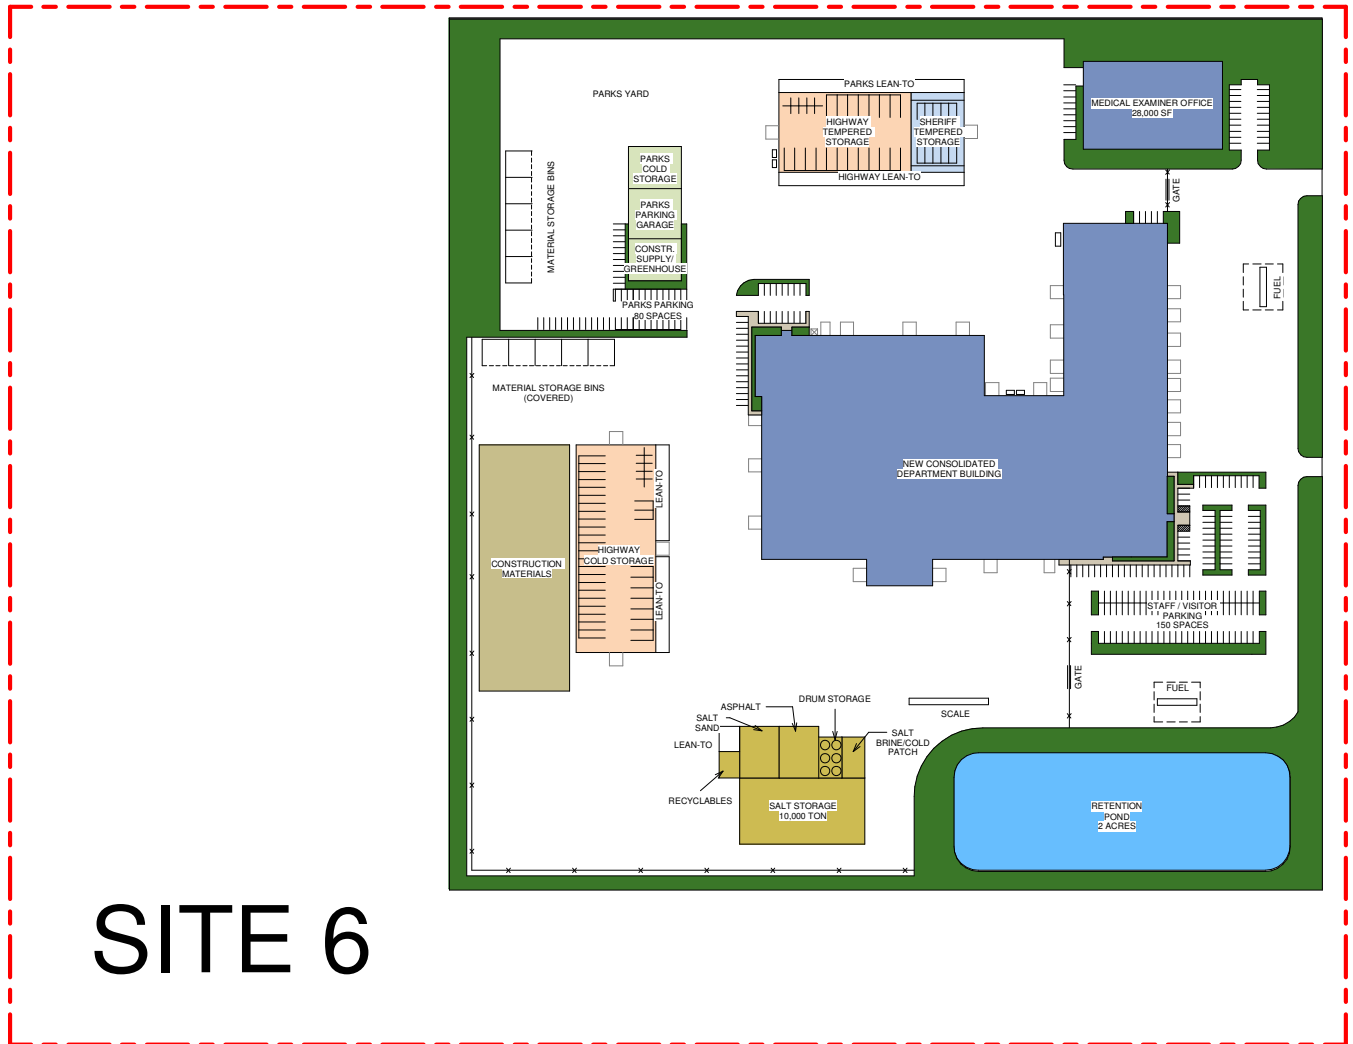 PARKS YARD
PARKS LEAN-TO
HIGHWAY
TEMPERED
STORAGE
SHERIFF
TEMPERED
STORAGE
HIGHWAY LEAN-TO
MEDICAL EXAMINER OFFICE
28,000 SF
GATE
FUEL
MATERIAL STORAGE BINS
PARKS
COLD
STORAGE
PARKS
PARKING
GARAGE
CONSTR.
SUPPLY/
GREENHOUSE
PARKS PARKING
80 SPACES
MATERIAL STORAGE BINS
(COVERED)
NEW CONSOLIDATED
DEPARTMENT BUILDING
CONSTRUCTION
MATERIALS
HIGHWAY
COLD STORAGE
LEAN-TO
LEAN-TO
STAFF / VISITOR
PARKING
150 SPACES
GATE
FUEL
SCALE
DRUM STORAGE
ASPHALT
SALT
SAND
LEAN-TO
RECYCLABLES
SALT
BRINE/COLD
PATCH
SALT STORAGE
10,000 TON
RETENTION
POND
2 ACRES
SITE 6